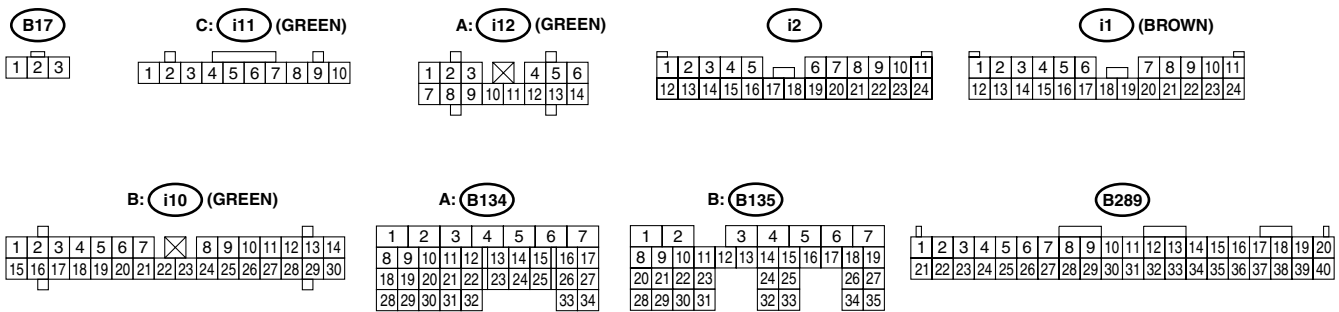 B17 C: i11 (GREEN) A: i12 (GREEN) i2 i1 (BROWN)
1 2 3
1 2 3 4 5 6 7 8 9 10
1 2 3 4 5 6
7 8 9 10 11 12 13 14
1 2 3 4 5 6 7 8 9 10 11
12 13 14 15 16 17 18 19 20 21 22 23 24
1 2 3 4 5 6 7 8 9 10 11
12 13 14 15 16 17 18 19 20 21 22 23 24
B: i10 (GREEN) A: B134 B: B135 B289
1 2 3 4 5 6 7 8 9 10 11 12 13 14
15 16 17 18 19 20 21 22 23 24 25 26 27 28 29 30
1 2 3 4 5 6 7
8 9 10 11 12 13 14 15 16 17
18 19 20 21 22 23 24 25 26 27
28 29 30 31 32 33 34
1 2 3 4 5 6 7
8 9 10 11 12 13 14 15 16 17 18 19
20 21 22 23 24 25 26 27
28 29 30 31 32 33 34 35
1 2 3 4 5 6 7 8 9 10 11 12 13 14 15 16 17 18 19 20
21 22 23 24 25 26 27 28 29 30 31 32 33 34 35 36 37 38 39 40